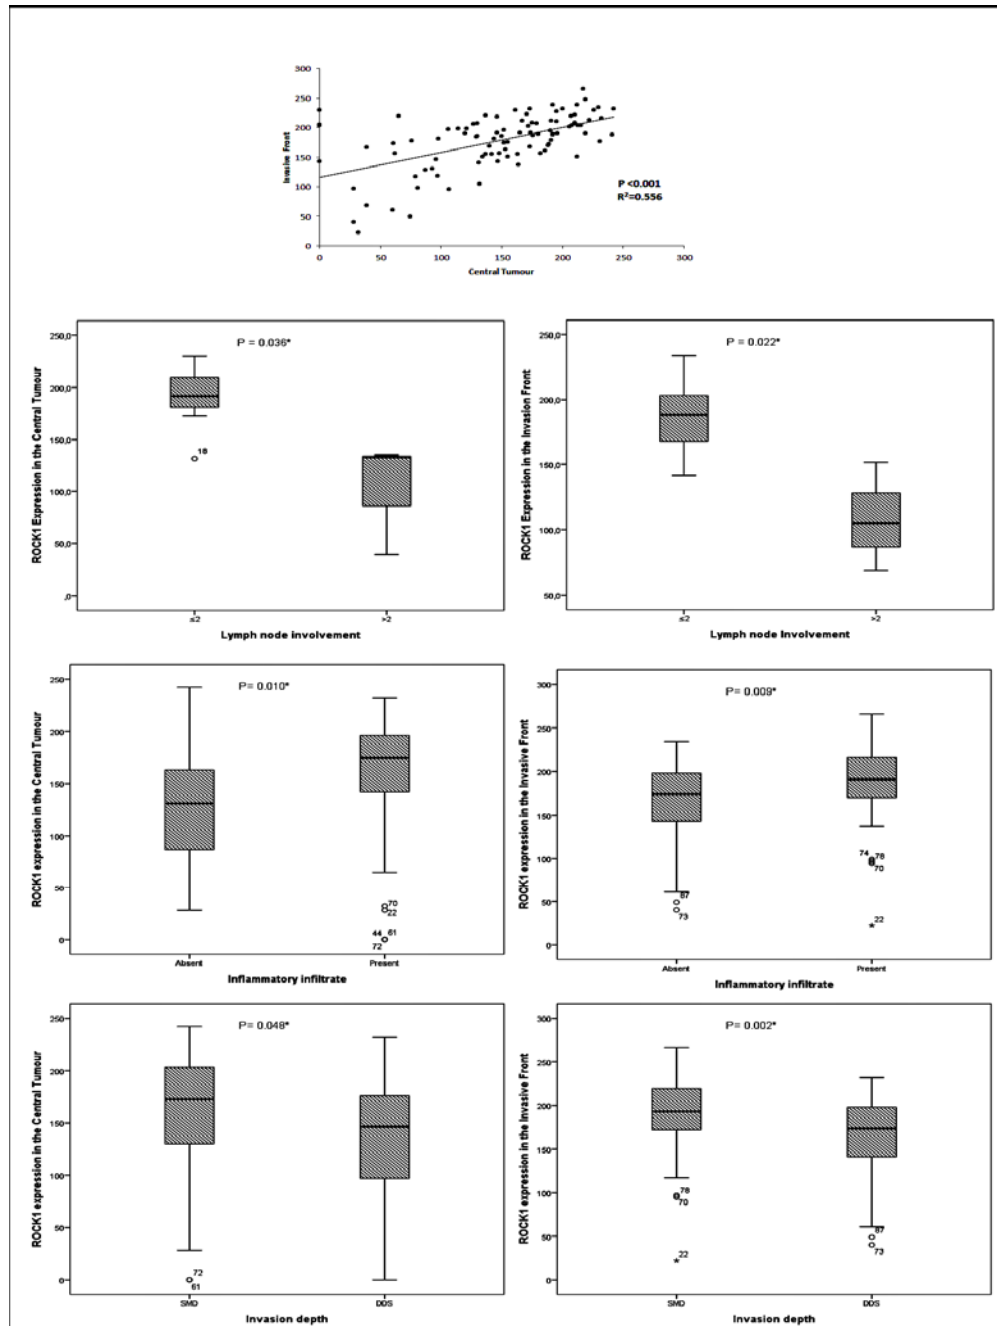 Invasive Front
300
250
200
150
100
50
0
0 50 100 150 200 250 300
Central Tumour
P <0.001
R²=0.556
ROCK1 Expression in the Central Tumour
250,0
200,0
150,0
100,0
50,0
,0
P = 0.036*
18
≤2 >2
Lymph node involvement
ROCK1 Expression in the Invasion Front
250,0
200,0
150,0
100,0
50,0
P = 0.022*
≤2 >2
Lymph node Involvement
ROCK1 expression in the Central Tumour
250
200
150
100
50
0
P= 0.010*
70
22
44 61
72
Absent Present
Inflammatory infiltrate
ROCK1 expression in the Invasive Front
300
250
200
150
100
50
0
P= 0.009*
87
73
74 78
70
22
Absent Present
Inflammatory infiltrate
ROCK1 expression in the Central Tumour
250
200
150
100
50
0
P= 0.048*
72
61
SMD DDS
Invasion depth
ROCK1 expression in the Invasive Front
300
250
200
150
100
50
0
P= 0.002*
78
70
22
87
73
SMD DDS
Invasion depth